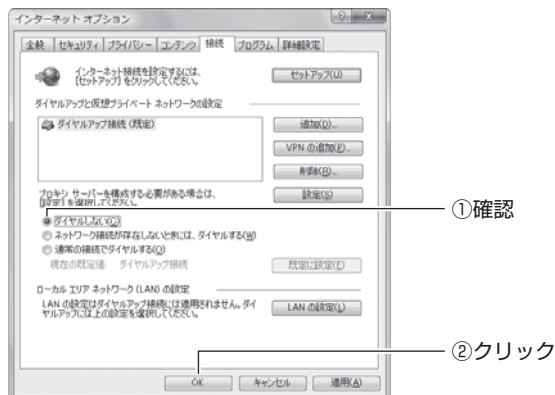 インターネット オプション
全般 セキュリティ プライバシー コンテンツ 接続 プログラム 詳細設定
インターネット接続を設定するには、
[セットアップ] をクリックしてください。
セットアップ(U)
ダイヤルアップと仮想プライベート ネットワークの設定
ダイヤルアップ接続 (既定)
追加(D)...
VPN の追加(P)...
削除(R)...
プロキシ サーバーを構成する必要がある場合は、
[設定] を選択してください。
設定(S)
ダイヤルしない(C)
①確認
ネットワーク接続が存在しないときには、ダイヤルする(W)
通常の接続でダイヤルする(O)
現在の既定値: ダイヤルアップ接続
既定に設定(E)
ローカル エリア ネットワーク (LAN) の設定
LAN の設定はダイヤルアップ接続には適用されません。ダイ
ヤルアップには上の設定を選択してください。
LAN の設定(L)
②クリック
OK キャンセル 適用(A)